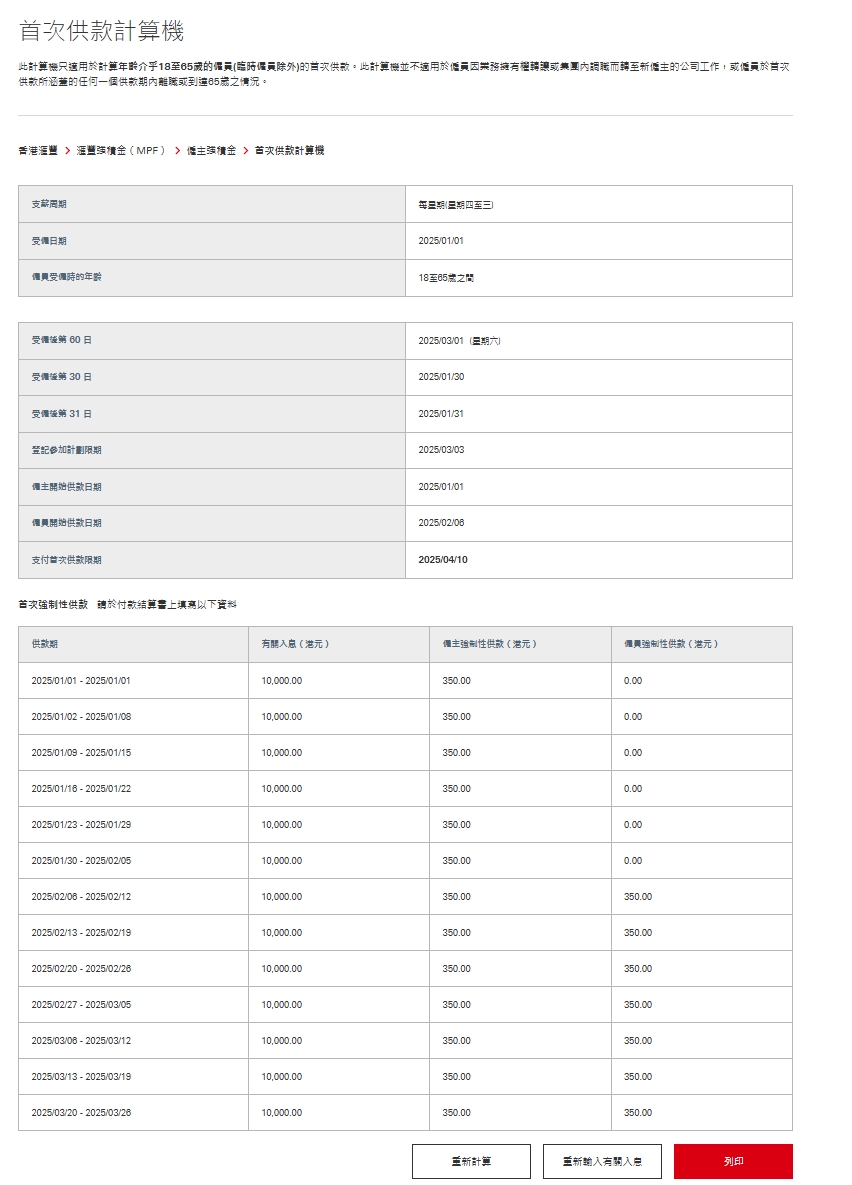 首次供款計算機
此計算機只適用於計算年齡介乎18至65歲的僱員(臨時僱員除外)的首次供款。此計算機並不適用於僱員因業務擁有權轉讓或集團內調職而轉至新僱主的公司工作，或僱員於首次
供款所涵蓋的任何一個供款期內離職或到達65歲之情況。
香港滙豐 > 滙豐強積金（MPF） > 僱主強積金 > 首次供款計算機
支薪周期 每星期(星期四至三)
受僱日期 2025/01/01
僱員受僱時的年齡 18至65歲之間
受僱後第 60 日 2025/03/01 (星期六)
受僱後第 30 日 2025/01/30
受僱後第 31 日 2025/01/31
登記參加計劃限期 2025/03/03
僱主開始供款日期 2025/01/01
僱員開始供款日期 2025/02/06
支付首次供款限期 2025/04/10
首次強制性供款 請於付款結算書上填寫以下資料
供款期 有關入息（港元） 僱主強制性供款（港元） 僱員強制性供款（港元）
2025/01/01 - 2025/01/01 10,000.00 350.00 0.00
2025/01/02 - 2025/01/08 10,000.00 350.00 0.00
2025/01/09 - 2025/01/15 10,000.00 350.00 0.00
2025/01/16 - 2025/01/22 10,000.00 350.00 0.00
2025/01/23 - 2025/01/29 10,000.00 350.00 0.00
2025/01/30 - 2025/02/05 10,000.00 350.00 0.00
2025/02/06 - 2025/02/12 10,000.00 350.00 350.00
2025/02/13 - 2025/02/19 10,000.00 350.00 350.00
2025/02/20 - 2025/02/26 10,000.00 350.00 350.00
2025/02/27 - 2025/03/05 10,000.00 350.00 350.00
2025/03/06 - 2025/03/12 10,000.00 350.00 350.00
2025/03/13 - 2025/03/19 10,000.00 350.00 350.00
2025/03/20 - 2025/03/26 10,000.00 350.00 350.00
重新計算 重新輸入有關入息 列印